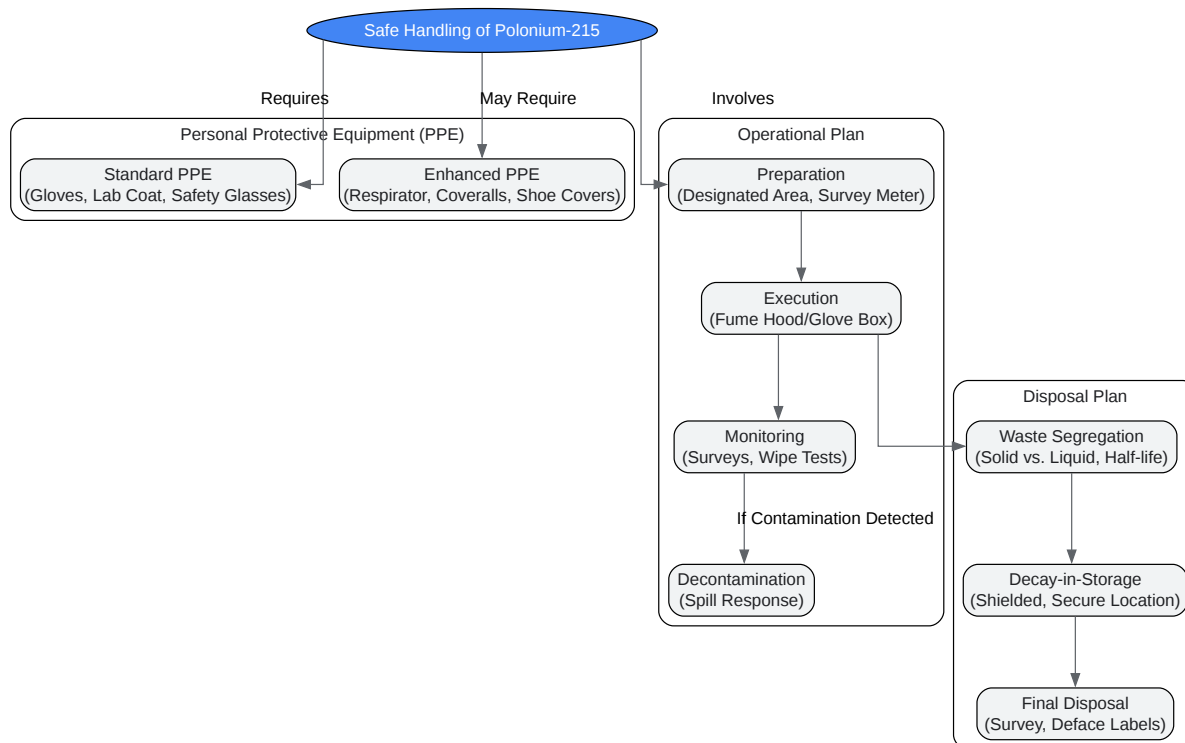 Safe Handling of Polonium-215
Requires
May Require
Involves
Personal Protective Equipment (PPE)
Standard PPE
(Gloves, Lab Coat, Safety Glasses)
Enhanced PPE
(Respirator, Coveralls, Shoe Covers)
Operational Plan
Preparation
(Designated Area, Survey Meter)
Execution
(Fume Hood/Glove Box)
Monitoring
(Surveys, Wipe Tests)
If Contamination Detected
Decontamination
(Spill Response)
Disposal Plan
Waste Segregation
(Solid vs. Liquid, Half-life)
Decay-in-Storage
(Shielded, Secure Location)
Final Disposal
(Survey, Deface Labels)